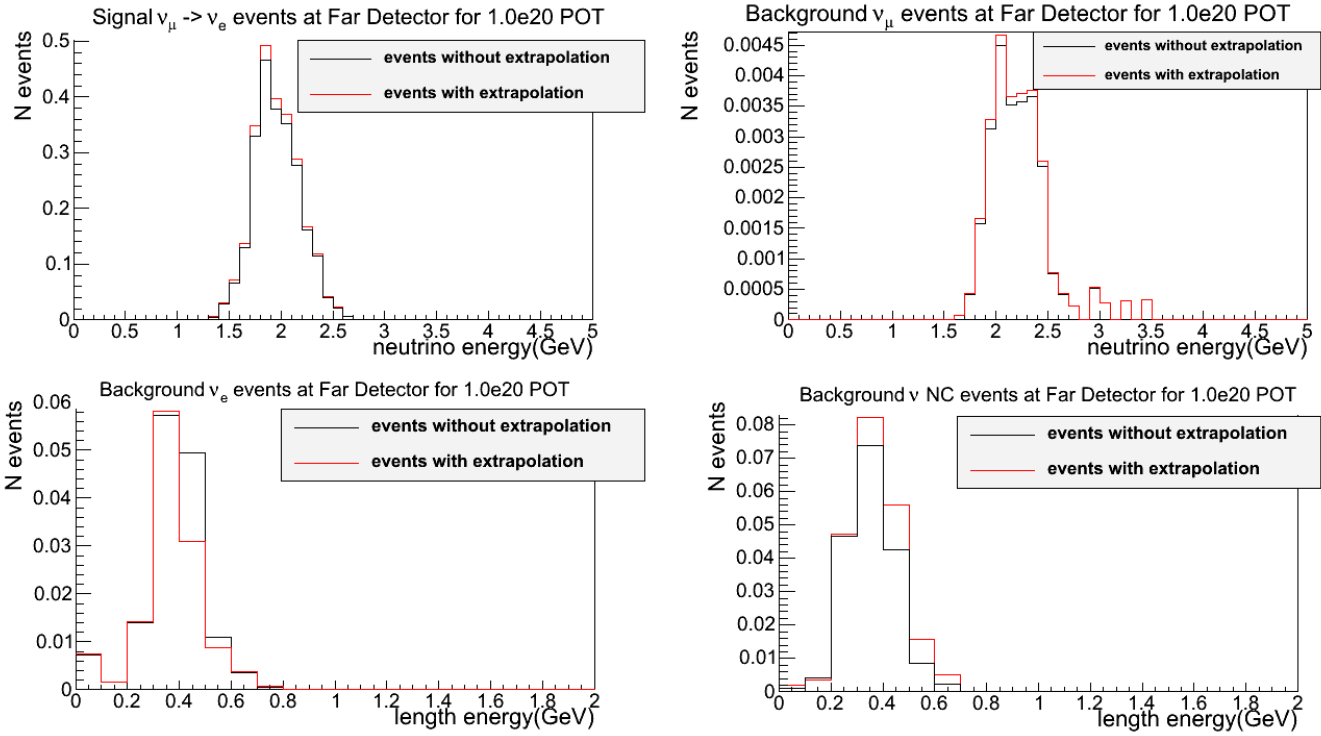 Signal νμ -> νe events at Far Detector for 1.0e20 POT
N events
0.5
0.4
0.3
0.2
0.1
0
events without extrapolation
events with extrapolation
0 0.5 1 1.5 2 2.5 3 3.5 4 4.5 5
neutrino energy(GeV)
Background νμ events at Far Detector for 1.0e20 POT
N events
0.0045
0.004
0.0035
0.003
0.0025
0.002
0.0015
0.001
0.0005
0
events without extrapolation
events with extrapolation
0 0.5 1 1.5 2 2.5 3 3.5 4 4.5 5
neutrino energy(GeV)
Background νe events at Far Detector for 1.0e20 POT
N events
0.06
0.05
0.04
0.03
0.02
0.01
0
events without extrapolation
events with extrapolation
0 0.2 0.4 0.6 0.8 1 1.2 1.4 1.6 1.8 2
length energy(GeV)
Background ν NC events at Far Detector for 1.0e20 POT
N events
0.08
0.07
0.06
0.05
0.04
0.03
0.02
0.01
0
events without extrapolation
events with extrapolation
0 0.2 0.4 0.6 0.8 1 1.2 1.4 1.6 1.8 2
length energy(GeV)